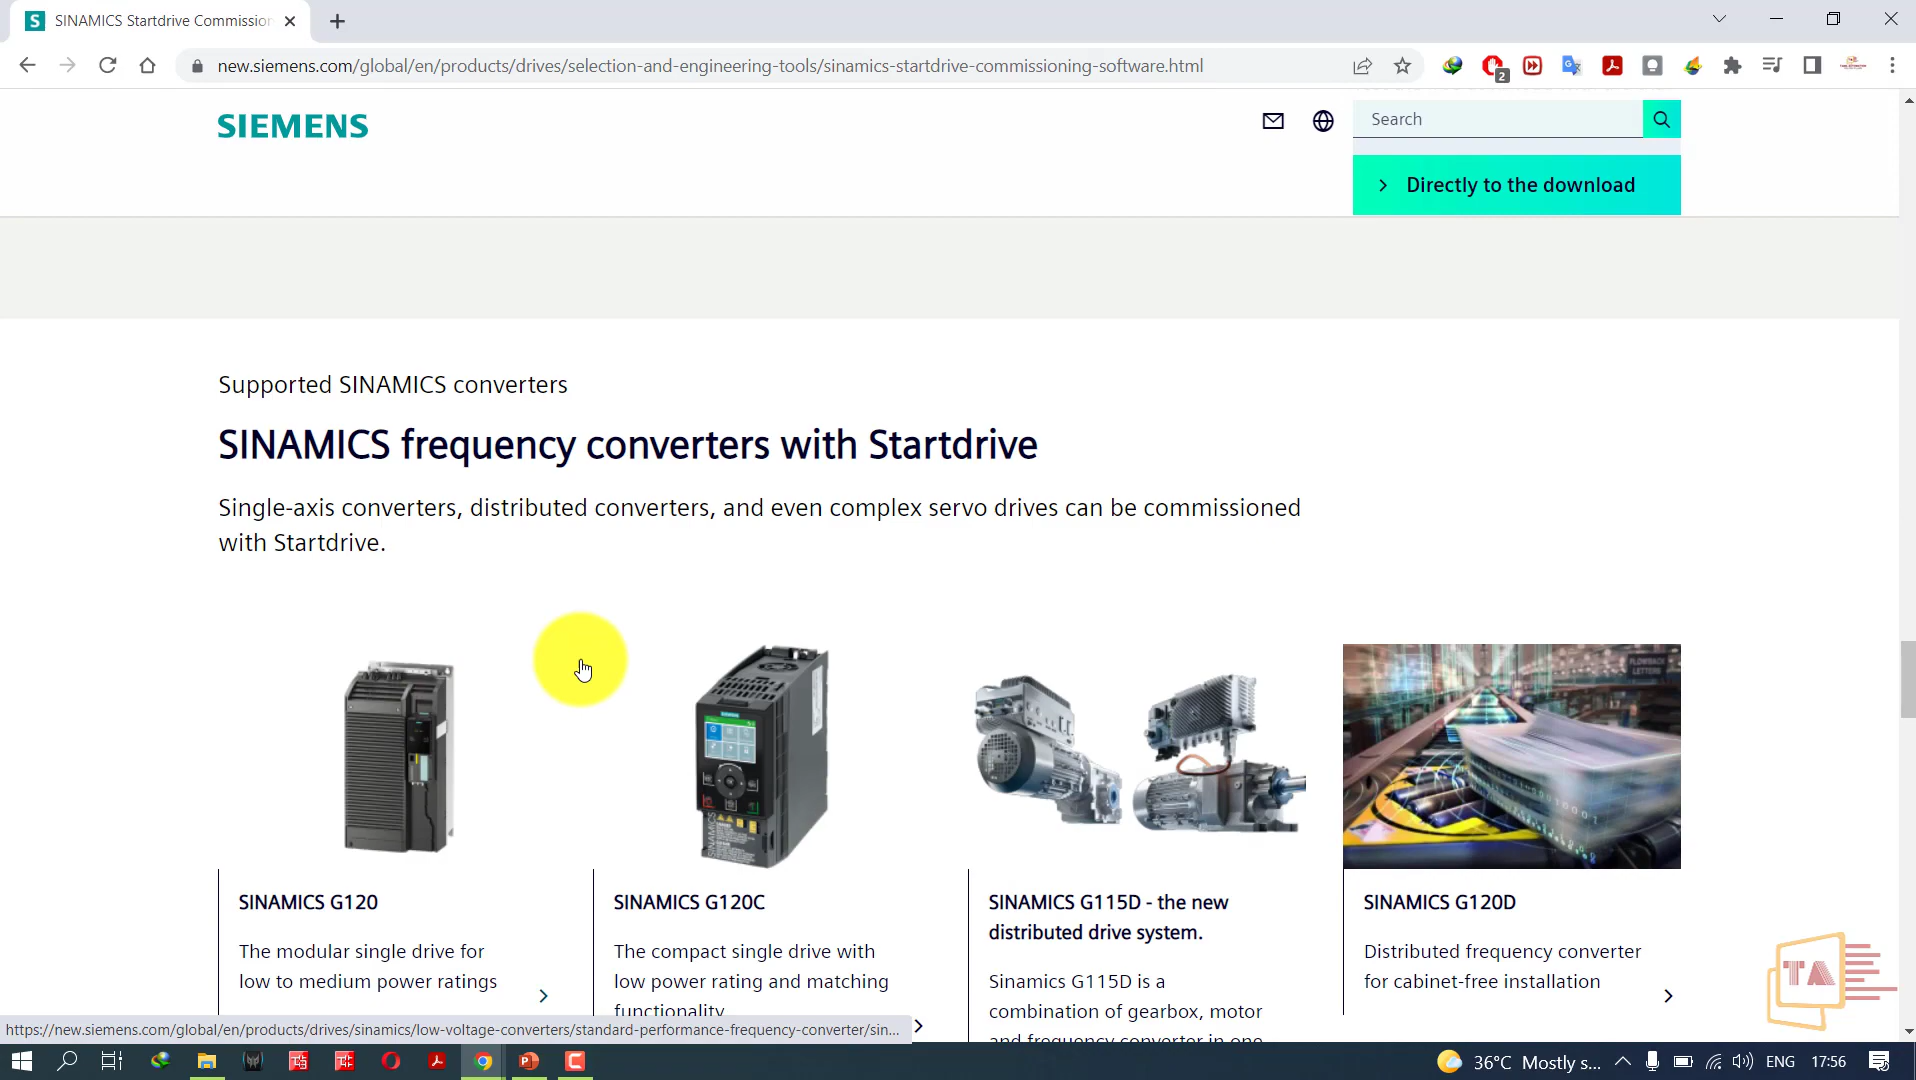 SINAMICS Startdrive Commission
new.siemens.com/global/en/products/drives/selection-and-engineering-tools/sinamics-startdrive-commissioning-software.html
2
SIEMENS
Search
Directly to the download
Supported SINAMICS converters
SINAMICS frequency converters with Startdrive
Single-axis converters, distributed converters, and even complex servo drives can be commissioned
with Startdrive.
FLOWRACK
LETTERS
SIEMENS
SINAMICS
SINAMICS G120
The modular single drive for
low to medium power ratings
SINAMICS G120C
The compact single drive with
low power rating and matching
functionality
SINAMICS G115D - the new
distributed drive system.
Sinamics G115D is a
combination of gearbox, motor
and frequency converter in one
SINAMICS G120D
Distributed frequency converter
for cabinet-free installation
TA
https://new.siemens.com/global/en/products/drives/sinamics/low-voltage-converters/standard-performance-frequency-converter/sin...
36°C Mostly s...
ENG
17:56